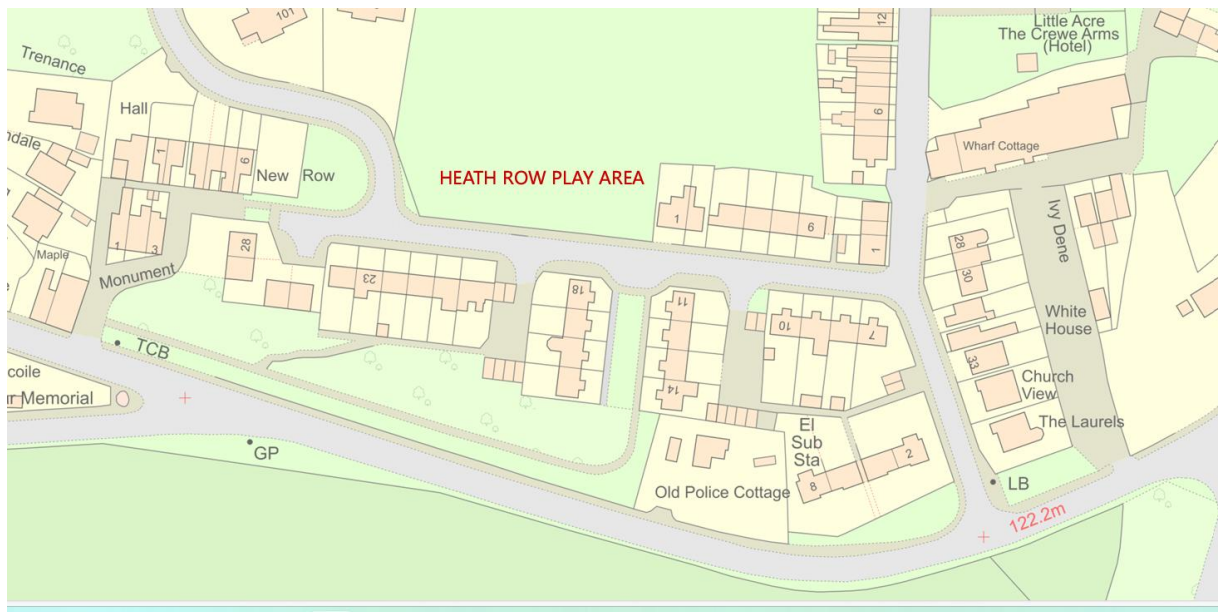 101
12
Little Acre
The Crewe Arms
(Hotel)
Trenance
Hall
6
Wharf Cottage
1
6
New Row
HEATH ROW PLAY AREA
1
6
1
Ivy Dene
1
3
28
28
30
Maple
Monument
23
18
11
10
7
White
House
TCB
33
14
Church
View
Memorial
The Laurels
El
Sub
Sta
GP
2
8
Old Police Cottage
LB
122.2m